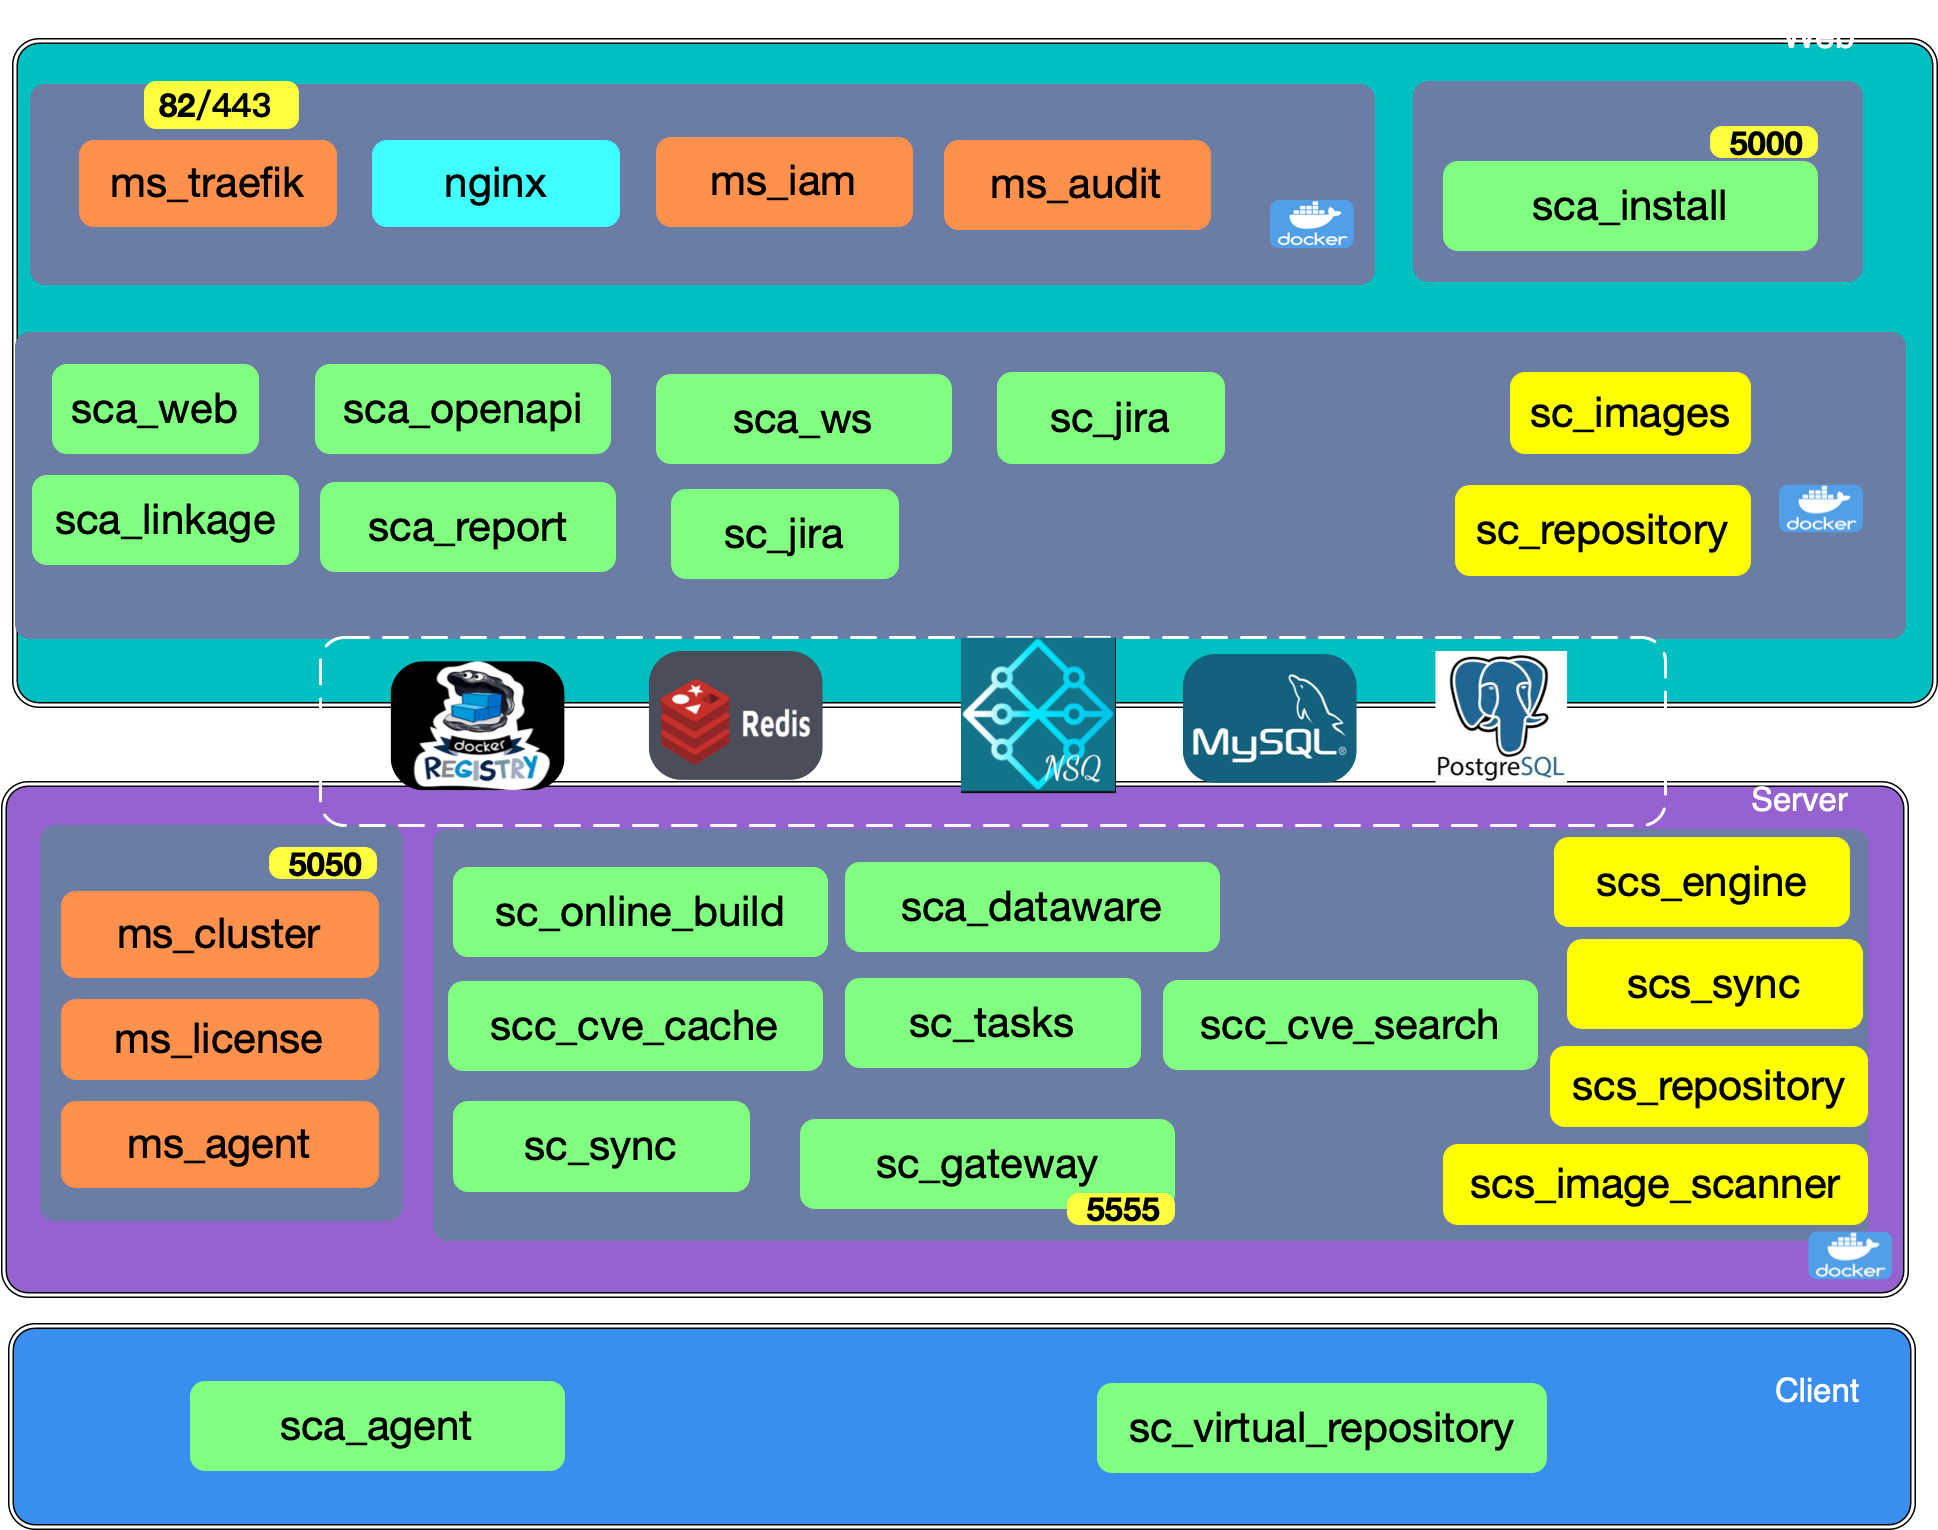 Web
82/443
ms_traefik
nginx
ms_iam
ms_audit
docker
5000
sca_install
sca_web
sca_openapi
sca_ws
sc_jira
sc_images
sca_linkage
sca_report
sc_jira
sc_repository
docker
docker
REGISTRY
Redis
NSQ
MySQL®
PostgreSQL
Server
5050
ms_cluster
ms_license
ms_agent
sc_online_build
sca_dataware
scs_engine
scc_cve_cache
sc_tasks
scc_cve_search
scs_sync
sc_sync
sc_gateway
5555
scs_repository
scs_image_scanner
docker
Client
sca_agent
sc_virtual_repository